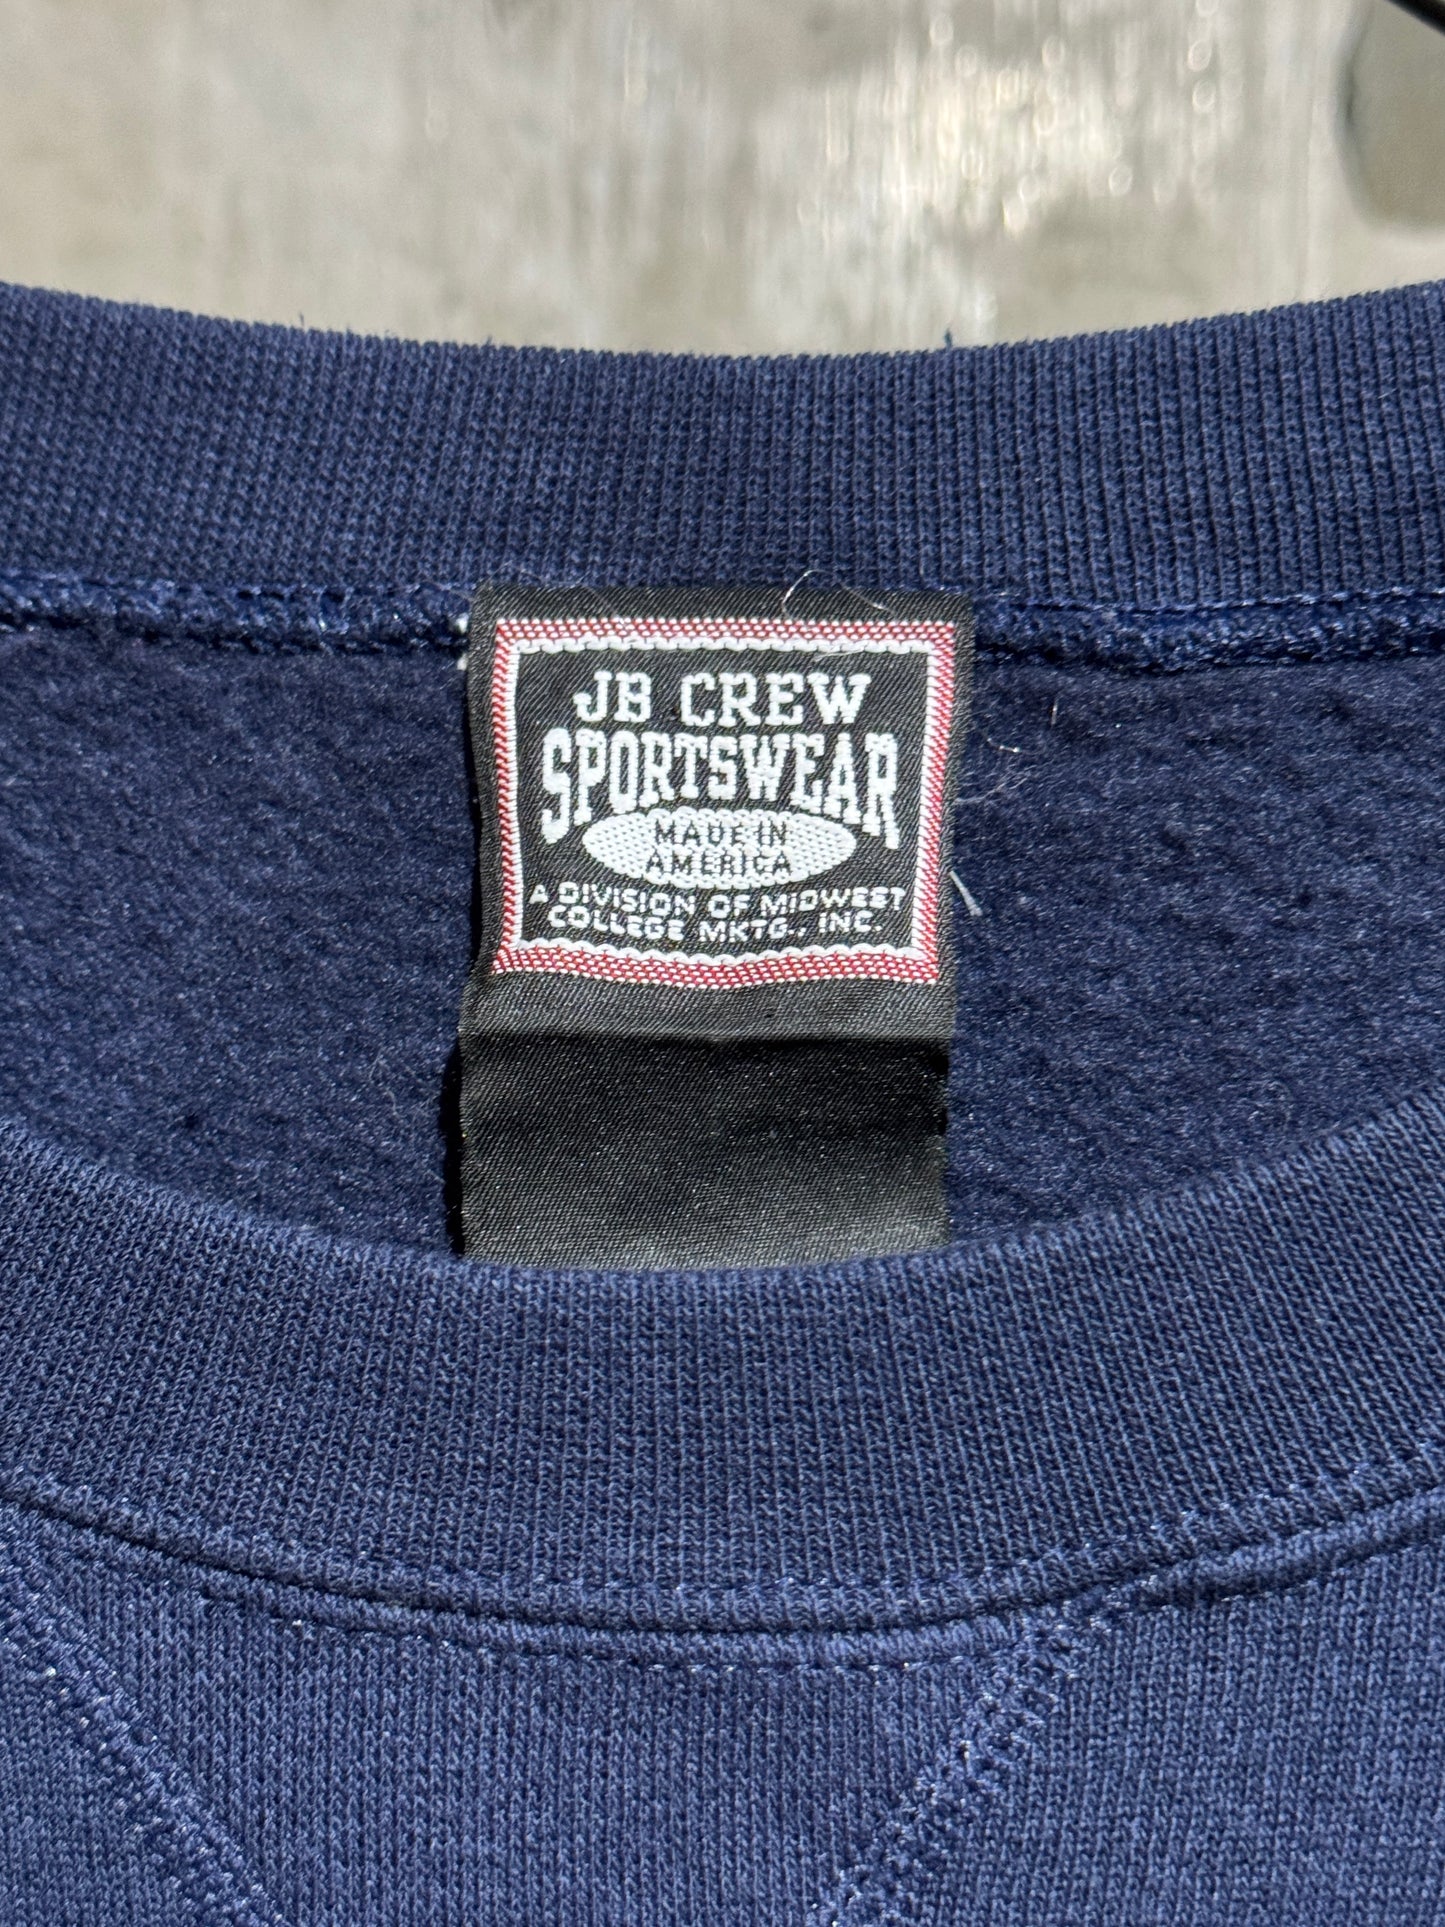 JB CREW
SPORTSWEAR
MADE IN
AMERICA
A DIVISION OF MIDWEST
COLLEGE MKTG., INC.